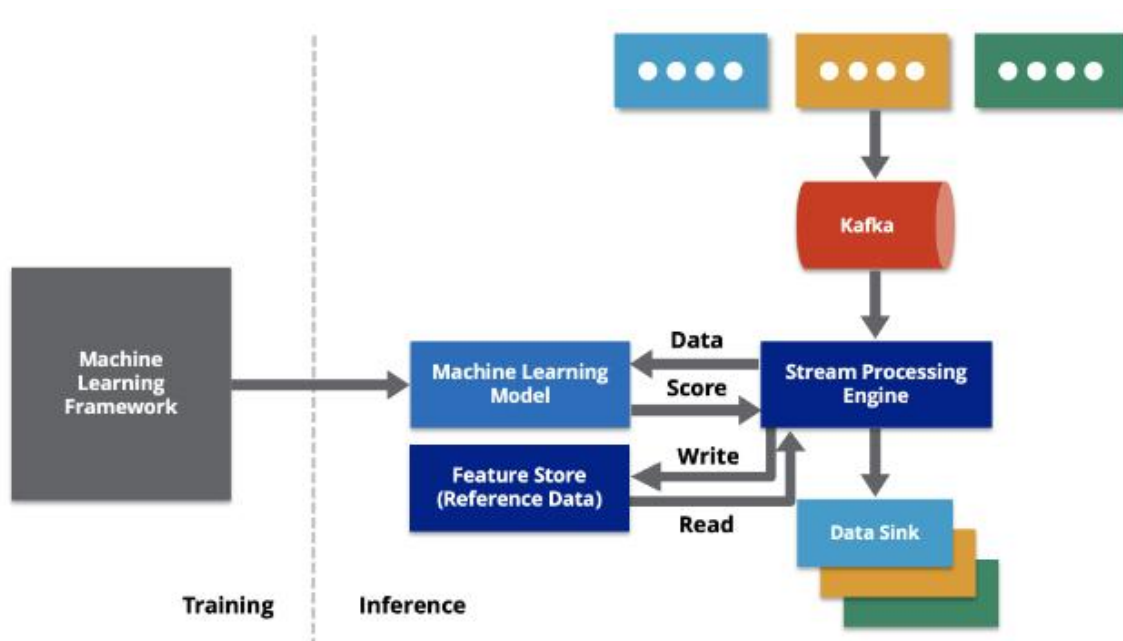 Kafka
Machine
Learning
Framework
Machine Learning
Model
Data
Score
Stream Processing
Engine
Feature Store
(Reference Data)
Write
Read
Data Sink
Training
Inference